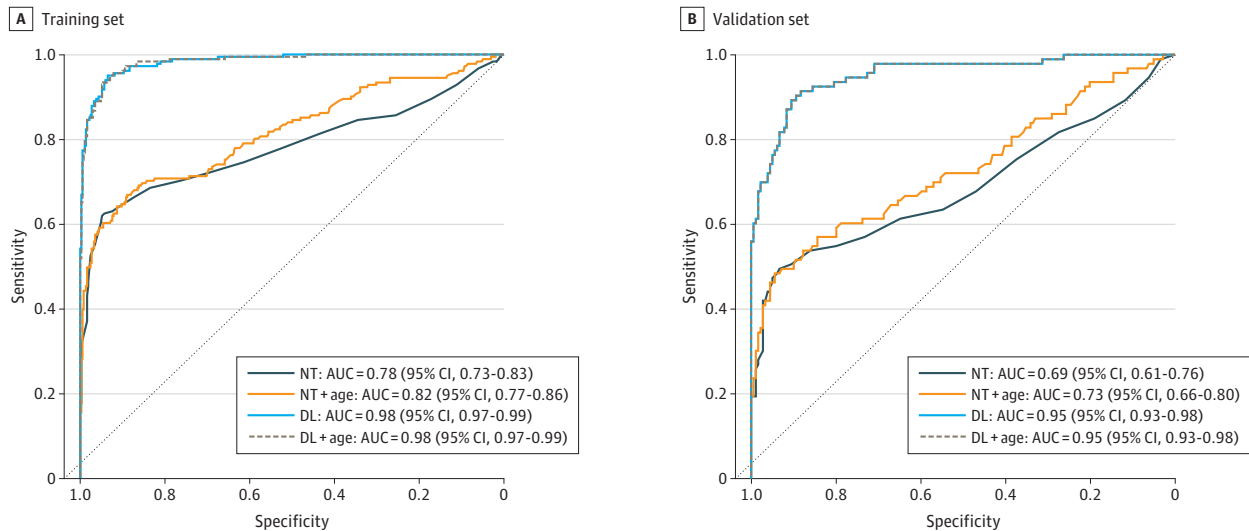 A Training set
1.0
0.8
0.6
0.4
0.2
0
Sensitivity
1.0 0.8 0.6 0.4 0.2 0
Specificity
NT: AUC = 0.78 (95% CI, 0.73-0.83)
NT + age: AUC = 0.82 (95% CI, 0.77-0.86)
DL: AUC = 0.98 (95% CI, 0.97-0.99)
DL + age: AUC = 0.98 (95% CI, 0.97-0.99)
B Validation set
1.0
0.8
0.6
0.4
0.2
0
Sensitivity
1.0 0.8 0.6 0.4 0.2 0
Specificity
NT: AUC = 0.69 (95% CI, 0.61-0.76)
NT + age: AUC = 0.73 (95% CI, 0.66-0.80)
DL: AUC = 0.95 (95% CI, 0.93-0.98)
DL + age: AUC = 0.95 (95% CI, 0.93-0.98)